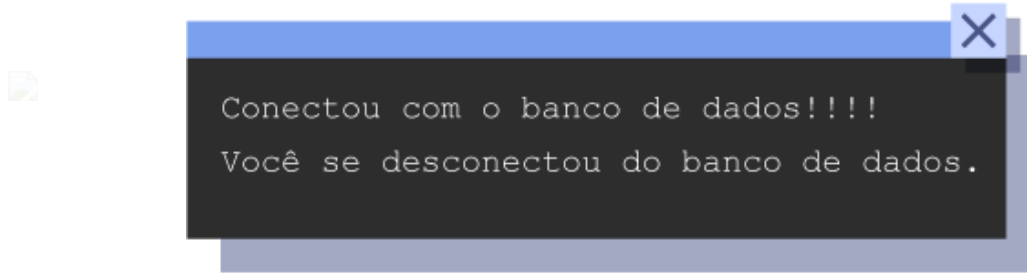 Conectou com o banco de dados!!!!
Você se desconectou do banco de dados.